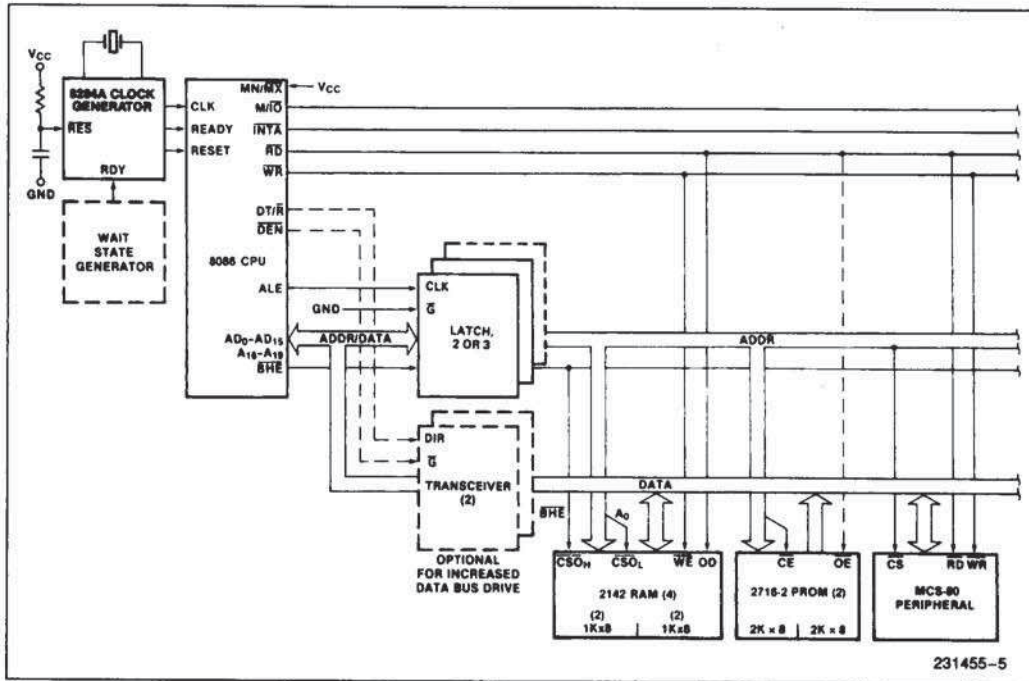 VCC
8284A CLOCK
GENERATOR
RES
RDY
GND
WAIT
STATE
GENERATOR
CLK
READY
RESET
MN/MX
VCC
M/IO
INTA
RD
WR
DT/R
DEN
8086 CPU
ALE
AD0-AD15
A16-A19
BHE
GND
ADDR/DATA
CLK
G
LATCH,
2 OR 3
ADDR
DIR
G
TRANSCEIVER
(2)
OPTIONAL
FOR INCREASED
DATA BUS DRIVE
DATA
BHE
A0
CSOH
CSOL
WE
OD
2142 RAM (4)
(2)
1K×8
(2)
1K×8
CE
OE
2716-2 PROM (2)
2K × 8
2K × 8
CS
RD
WR
MCS-80
PERIPHERAL
231455-5